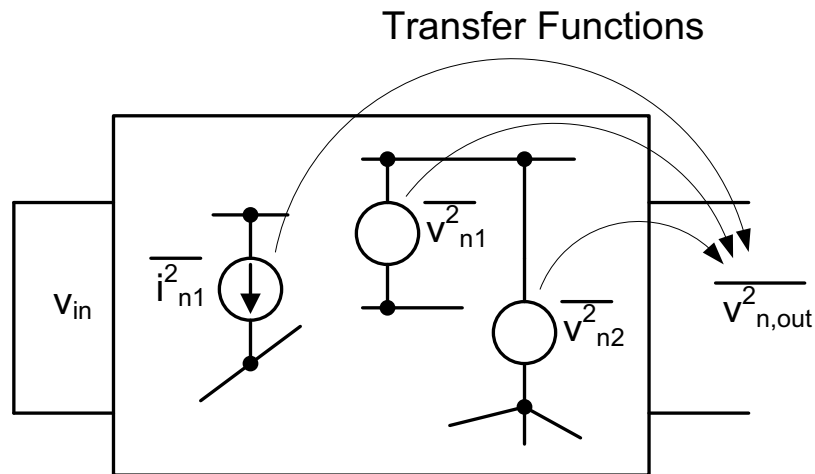 Transfer Functions
v²n1
i²n1
vin
v²n2
v²n,out